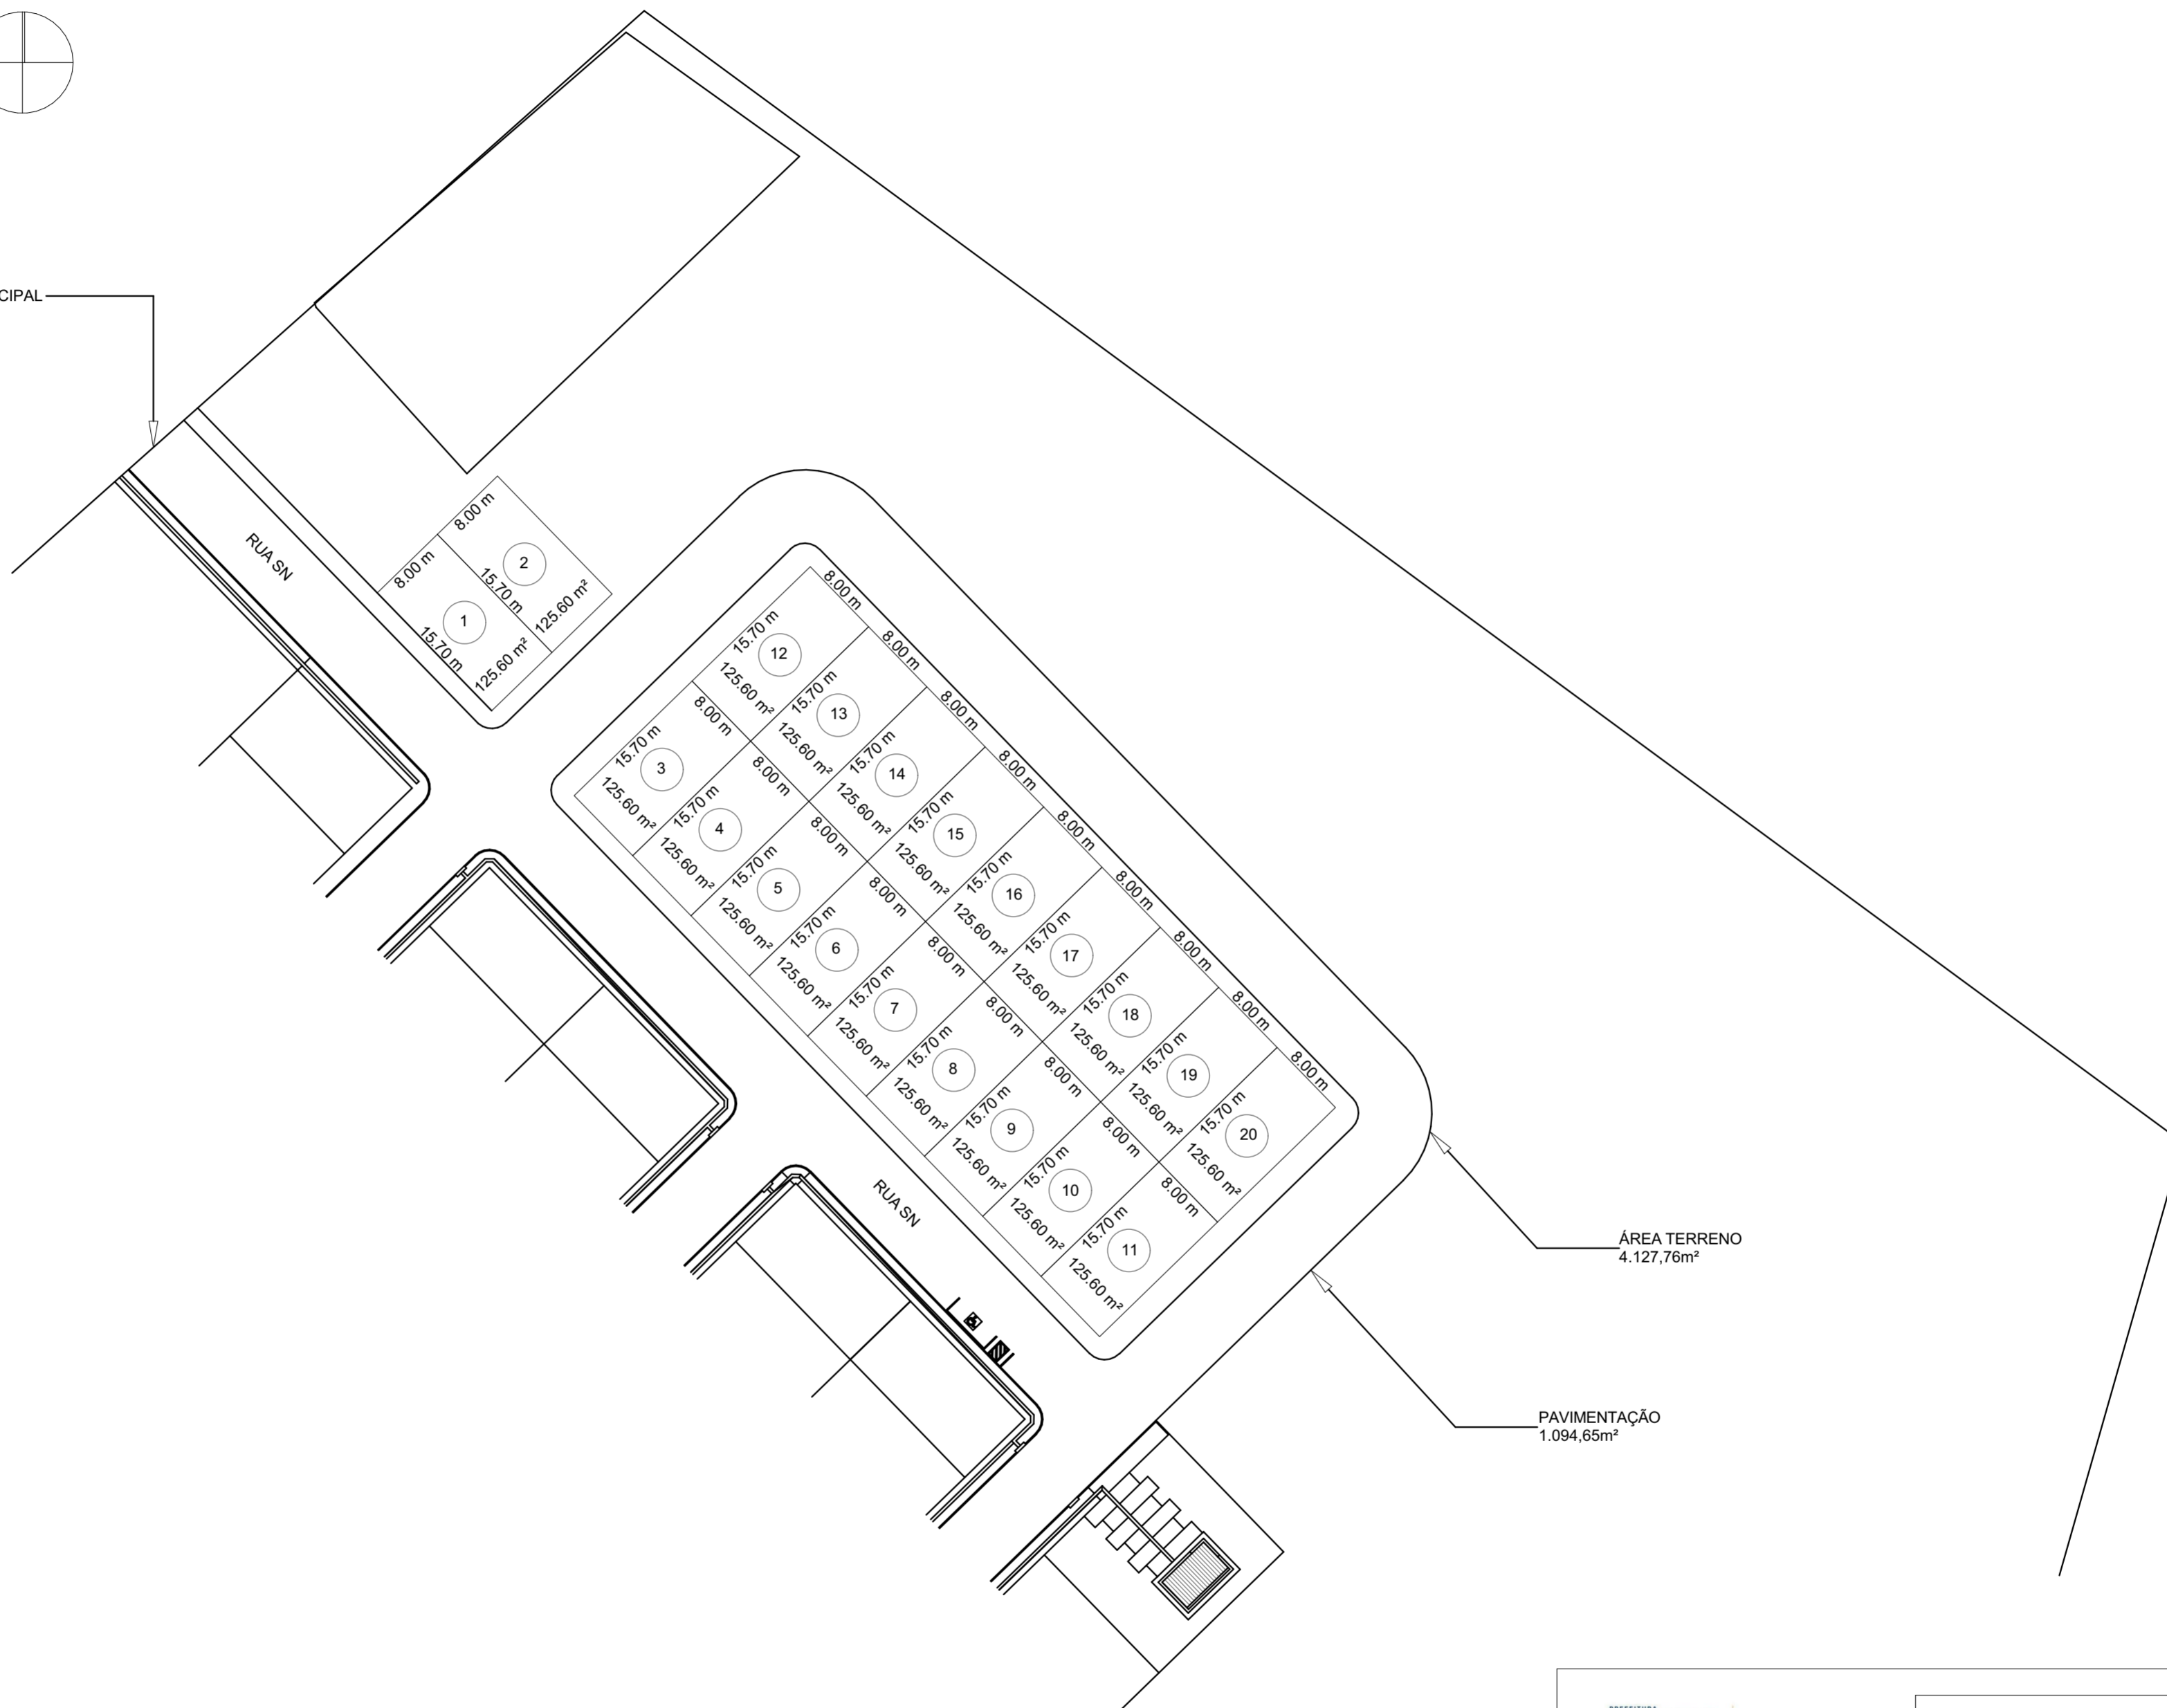 CIPAL
RUA SN
8.00 m
8.00 m
2
15.70 m
125.60 m²
1
15.70 m
125.60 m²
8.00 m
15.70 m
12
125.60 m²
8.00 m
15.70 m
13
125.60 m²
8.00 m
15.70 m
14
125.60 m²
8.00 m
15.70 m
15
125.60 m²
8.00 m
15.70 m
16
125.60 m²
8.00 m
15.70 m
17
125.60 m²
8.00 m
15.70 m
18
125.60 m²
8.00 m
15.70 m
19
125.60 m²
8.00 m
15.70 m
20
125.60 m²
8.00 m
15.70 m
3
125.60 m²
8.00 m
15.70 m
4
125.60 m²
8.00 m
15.70 m
5
125.60 m²
8.00 m
15.70 m
6
125.60 m²
8.00 m
15.70 m
7
125.60 m²
8.00 m
15.70 m
8
125.60 m²
8.00 m
15.70 m
9
125.60 m²
8.00 m
15.70 m
10
125.60 m²
8.00 m
15.70 m
11
125.60 m²
RUA SN
ÁREA TERRENO
4.127,76m²
PAVIMENTAÇÃO
1.094,65m²
PREFEITURA